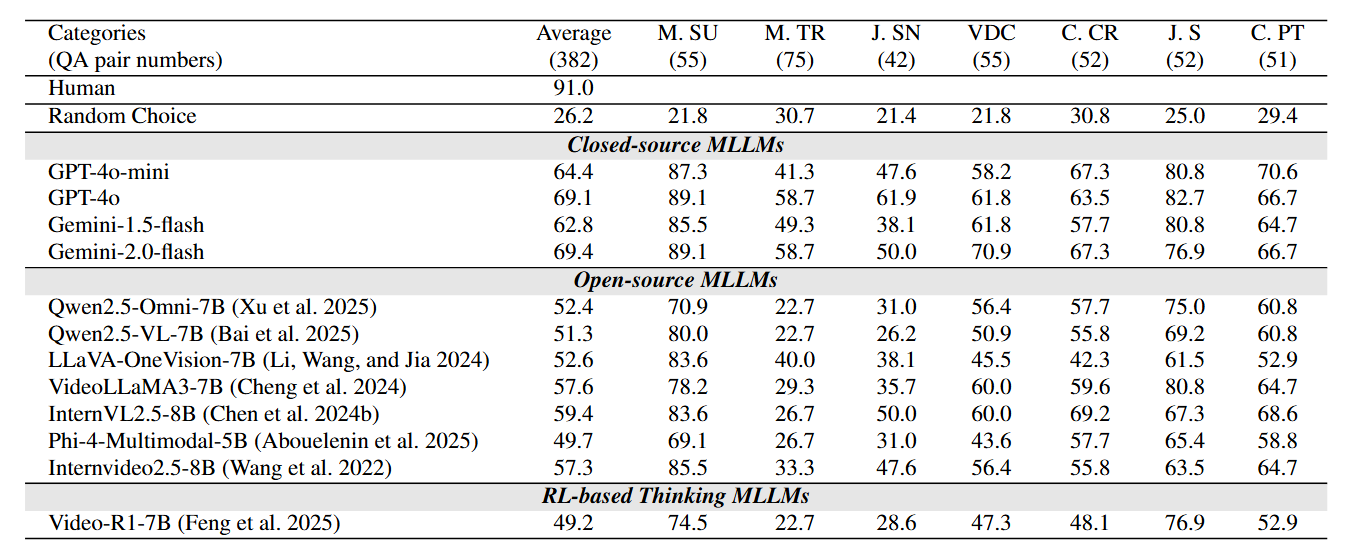 Categories Average M. SU M. TR J. SN VDC C. CR J. S C. PT
(QA pair numbers) (382) (55) (75) (42) (55) (52) (52) (51)
Human 91.0
Random Choice 26.2 21.8 30.7 21.4 21.8 30.8 25.0 29.4
Closed-source MLLMs
GPT-4o-mini 64.4 87.3 41.3 47.6 58.2 67.3 80.8 70.6
GPT-4o 69.1 89.1 58.7 61.9 61.8 63.5 82.7 66.7
Gemini-1.5-flash 62.8 85.5 49.3 38.1 61.8 57.7 80.8 64.7
Gemini-2.0-flash 69.4 89.1 58.7 50.0 70.9 67.3 76.9 66.7
Open-source MLLMs
Qwen2.5-Omni-7B (Xu et al. 2025) 52.4 70.9 22.7 31.0 56.4 57.7 75.0 60.8
Qwen2.5-VL-7B (Bai et al. 2025) 51.3 80.0 22.7 26.2 50.9 55.8 69.2 60.8
LLaVA-OneVision-7B (Li, Wang, and Jia 2024) 52.6 83.6 40.0 38.1 45.5 42.3 61.5 52.9
VideoLLaMA3-7B (Cheng et al. 2024) 57.6 78.2 29.3 35.7 60.0 59.6 80.8 64.7
InternVL2.5-8B (Chen et al. 2024b) 59.4 83.6 26.7 50.0 60.0 69.2 67.3 68.6
Phi-4-Multimodal-5B (Abouelenin et al. 2025) 49.7 69.1 26.7 31.0 43.6 57.7 65.4 58.8
Internvideo2.5-8B (Wang et al. 2022) 57.3 85.5 33.3 47.6 56.4 55.8 63.5 64.7
RL-based Thinking MLLMs
Video-R1-7B (Feng et al. 2025) 49.2 74.5 22.7 28.6 47.3 48.1 76.9 52.9